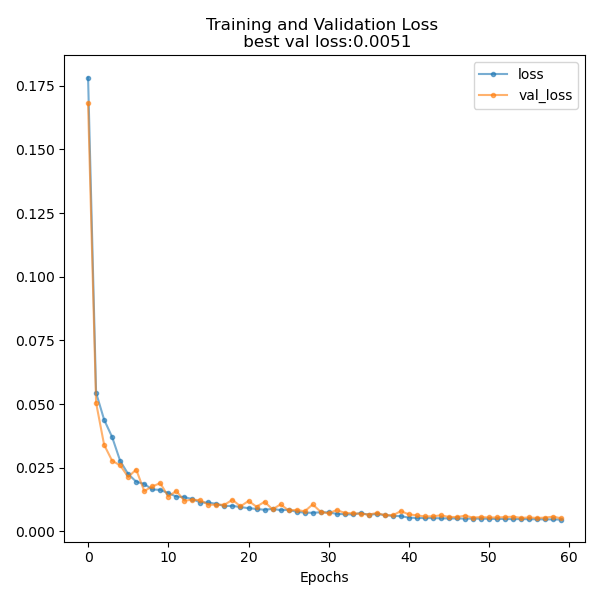 Training and Validation Loss
best val loss:0.0051
loss
val_loss
0.175
0.150
0.125
0.100
0.075
0.050
0.025
0.000
0 10 20 30 40 50 60
Epochs